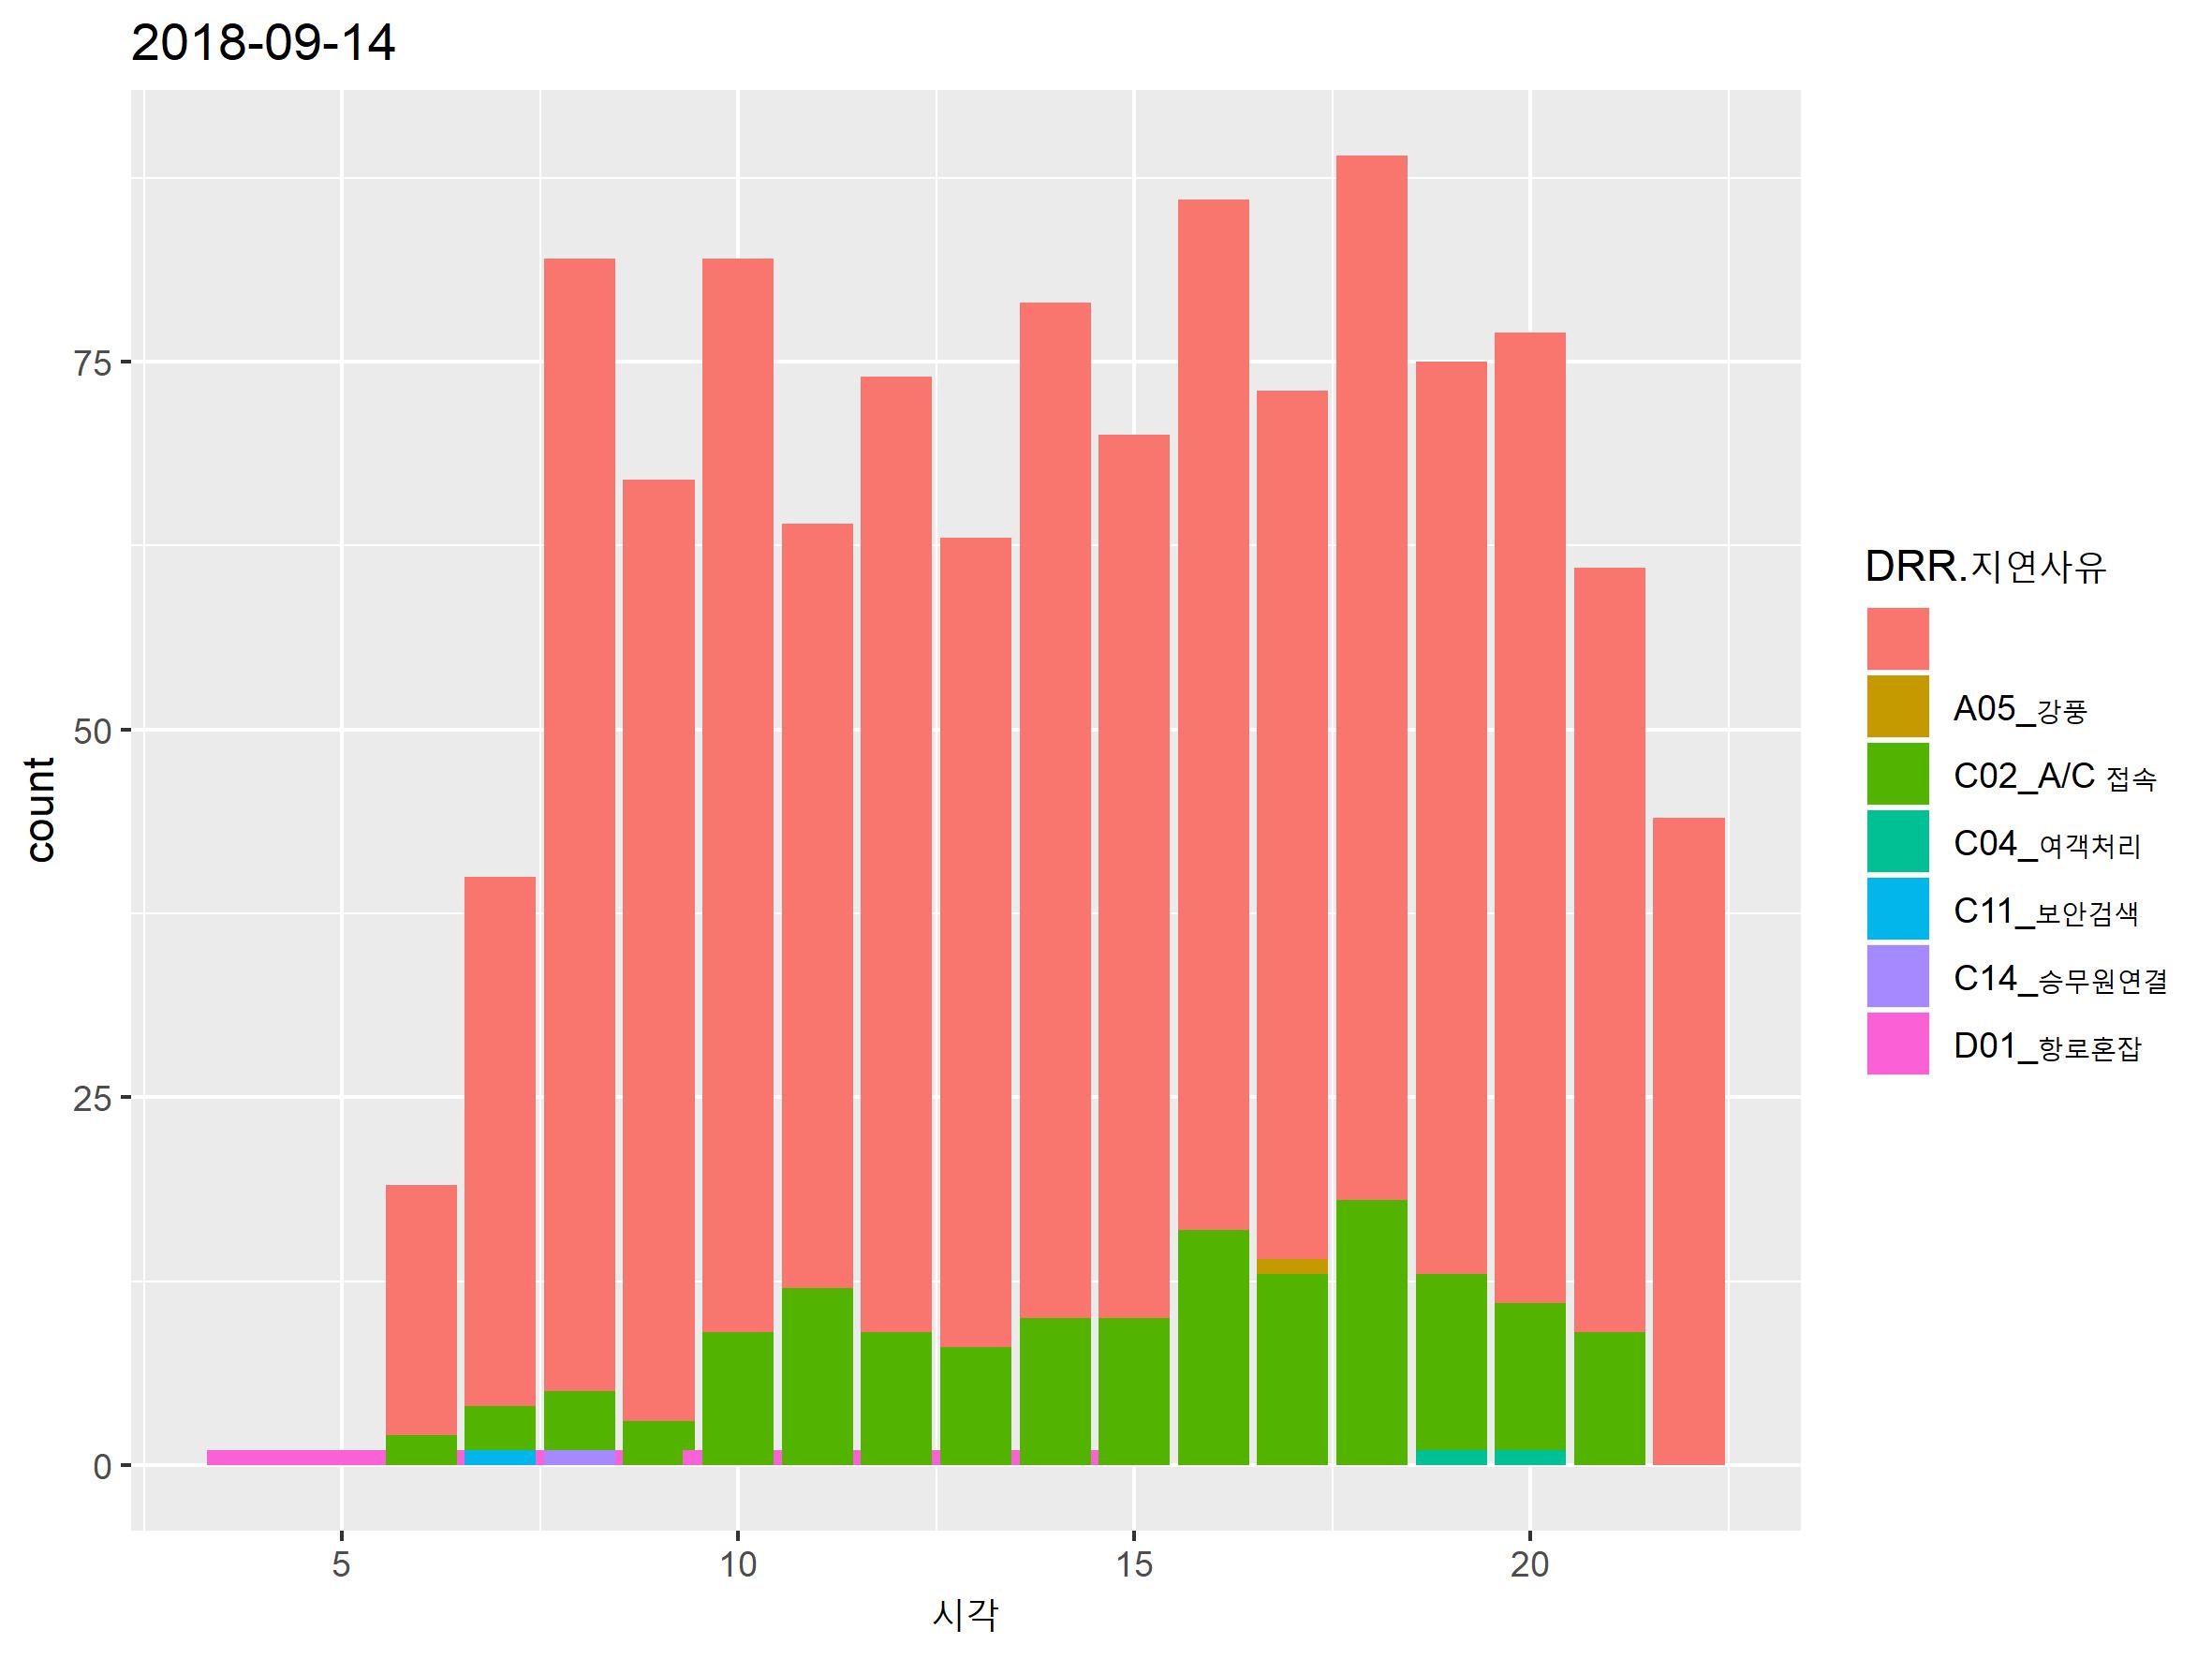 2018-09-14
count
75
50
25
0
5 10 15 20
시각
DRR.지연사유
A05_강풍
C02_A/C 접속
C04_여객처리
C11_보안검색
C14_승무원연결
D01_항로혼잡